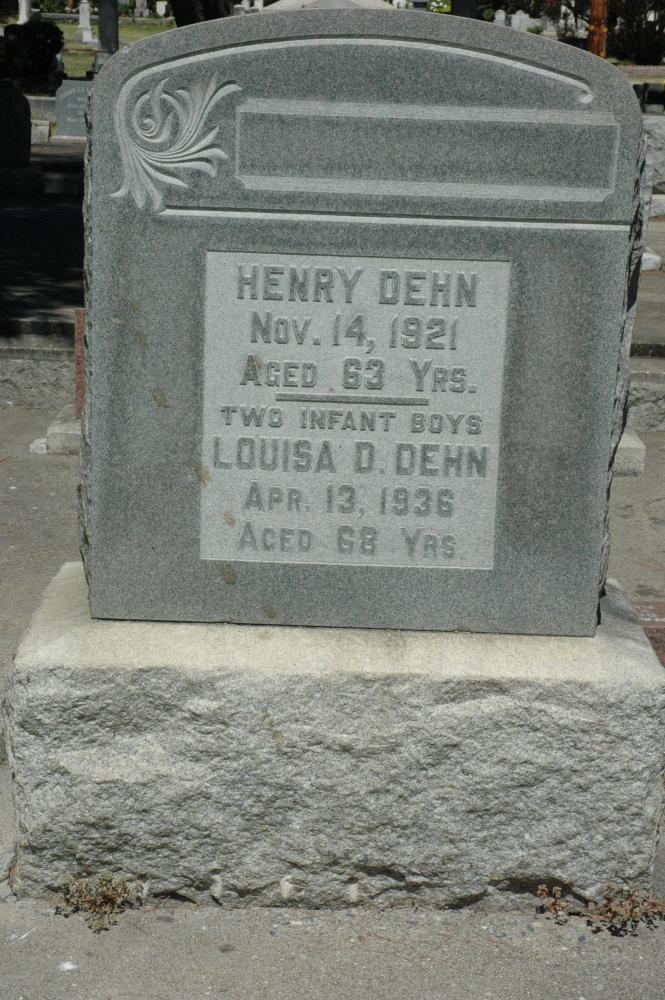 HENRY DEHN
NOV. 14, 1921
AGED 63 YRS.
TWO INFANT BOYS
LOUISA D. DEHN
APR. 13, 1936
AGED 68 YRS.